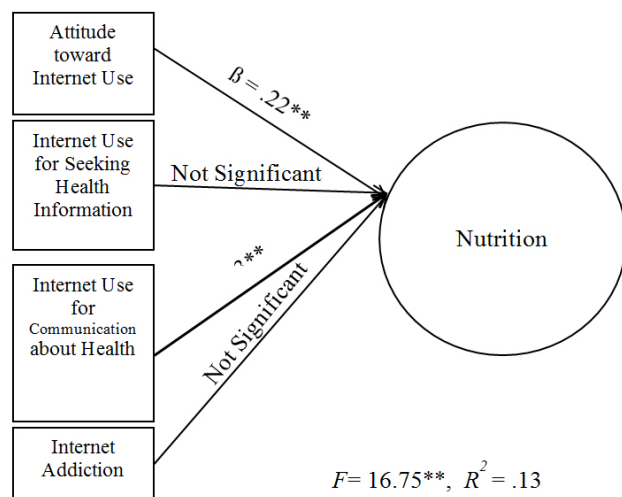 Attitude
toward
Internet Use
ß = .22**
Internet Use
for Seeking
Health
Information
Not Significant
Nutrition
Internet Use
for
Communication
about Health
Not Significant
Internet
Addiction
F= 16.75**, R² = .13